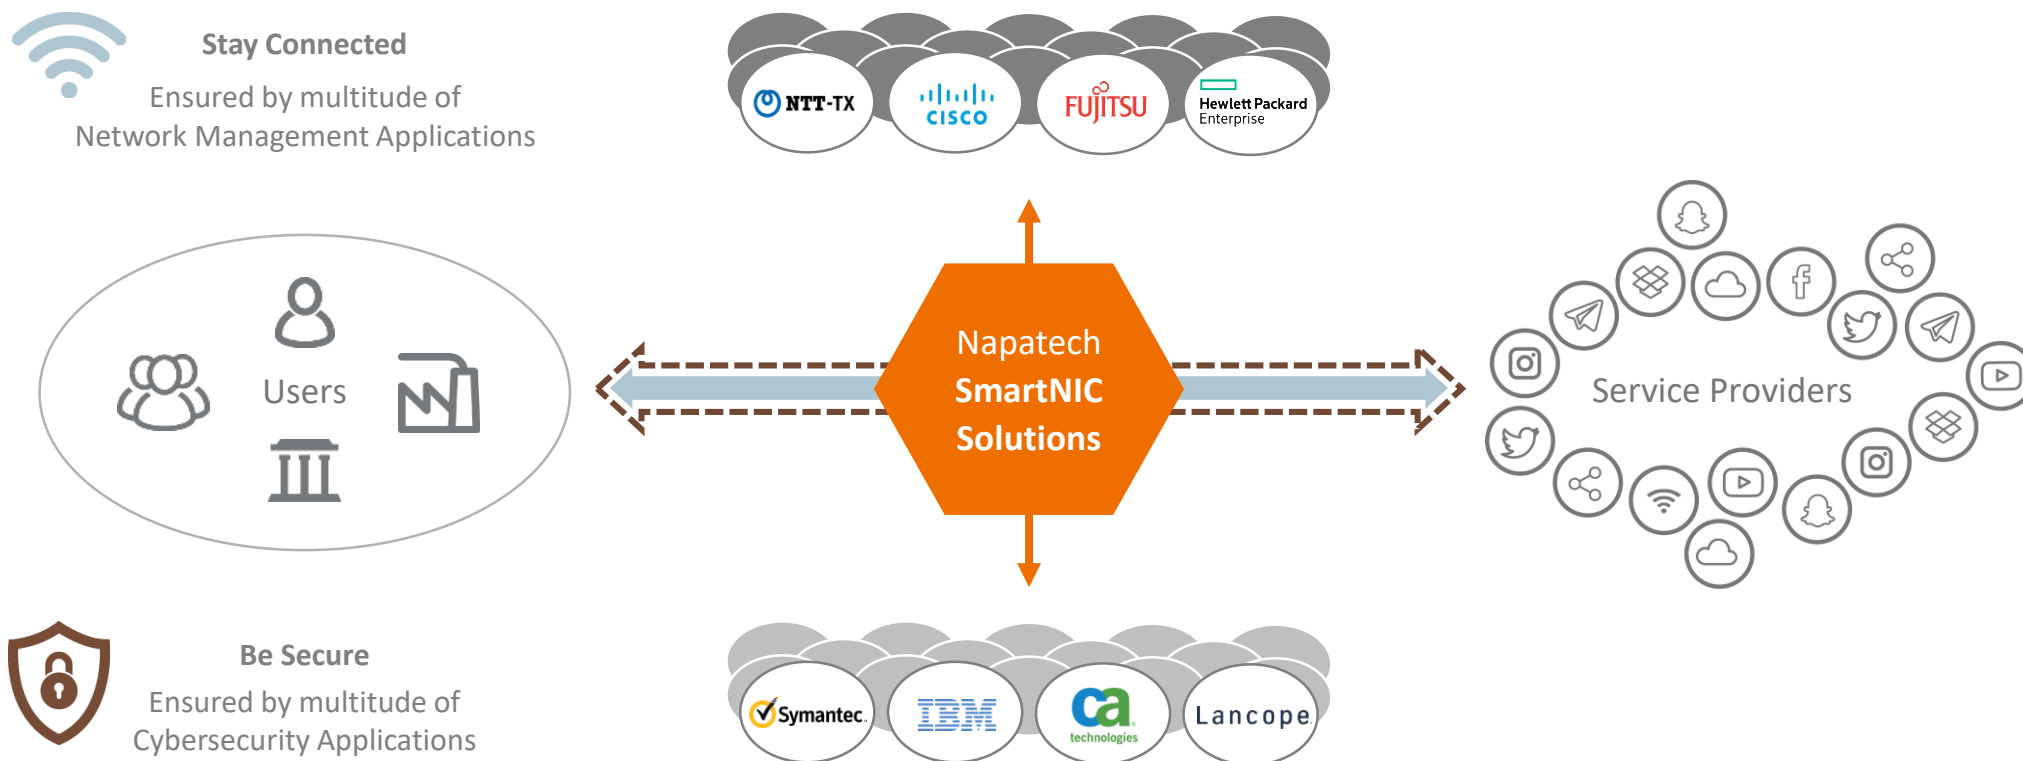 Stay Connected
Ensured by multitude of
Network Management Applications
NTT-TX
CISCO
FUJITSU
Hewlett Packard
Enterprise
Users
Napatech
SmartNIC
Solutions
Service Providers
Be Secure
Ensured by multitude of
Cybersecurity Applications
Symantec.
IBM
ca
technologies
Lancope